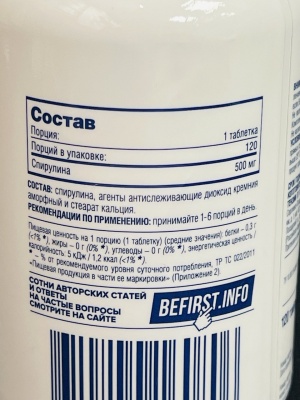 Состав
Порция: 1 таблетка
Порций в упаковке: 120
Спирулина 500 мг
СОСТАВ: спирулина, агенты антислеживающие диоксид кремния
аморфный и стеарат кальция.
РЕКОМЕНДАЦИИ ПО ПРИМЕНЕНИЮ: принимайте 1-6 порций в день.
Пищевая ценность на 1 порцию (1 таблетку) (средние значения): белки – 0,3 г
(<1% *), жиры – 0 г (0% *), углеводы – 0 г (0% *), энергетическая ценность /
калорийность 5 кДж / 1,2 ккал (<1% *).
* – % от рекомендуемого уровня суточного потребления, ТР ТС 022/2011
«Пищевая продукция в части ее маркировки» (Приложение 2).
СОТНИ АВТОРСКИХ СТАТЕЙ
И ОТВЕТЫ
НА ЧАСТЫЕ ВОПРОСЫ
СМОТРИТЕ НА САЙТЕ
BEFIRST.INFO